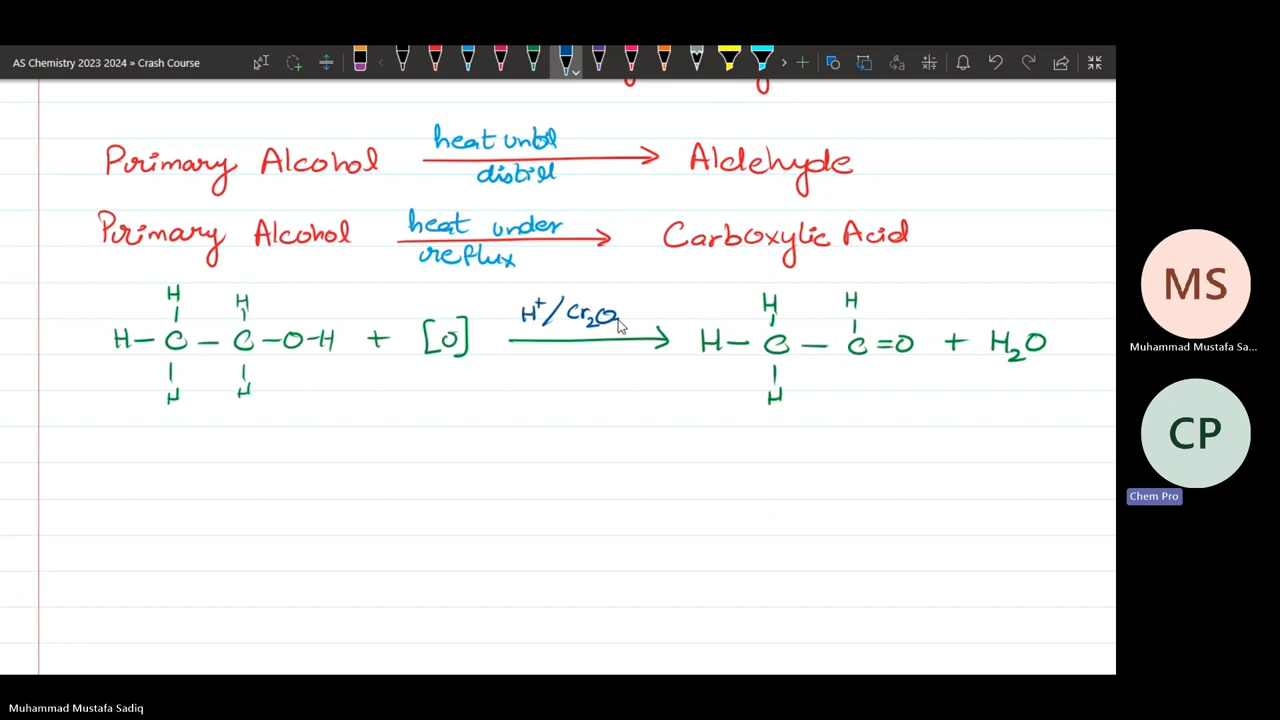 AS Chemistry 2023 2024 » Crash Course
Primary Alcohol heat until distill Aldehyde
Primary Alcohol heat under reflux Carboxylic Acid
H H H⁺/Cr₂O H H
H–C–C–O–H + [O] → H–C–C=O + H₂O
H H H
MS
Muhammad Mustafa Sa...
CP
Chem Pro
Muhammad Mustafa Sadiq